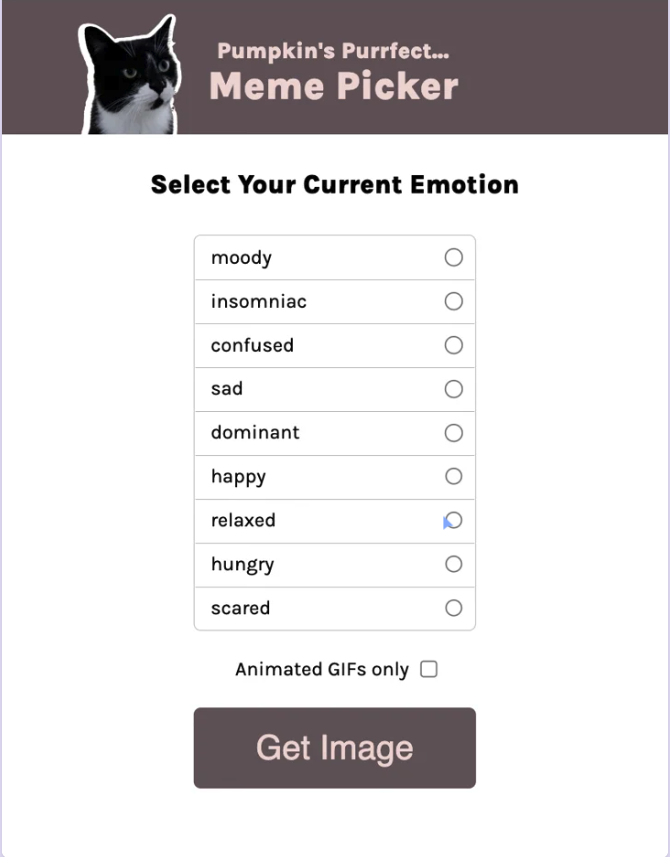 Pumpkin's Purrfect...
Meme Picker
Select Your Current Emotion
moody
insomniac
confused
sad
dominant
happy
relaxed
hungry
scared
Animated GIFs only
Get Image